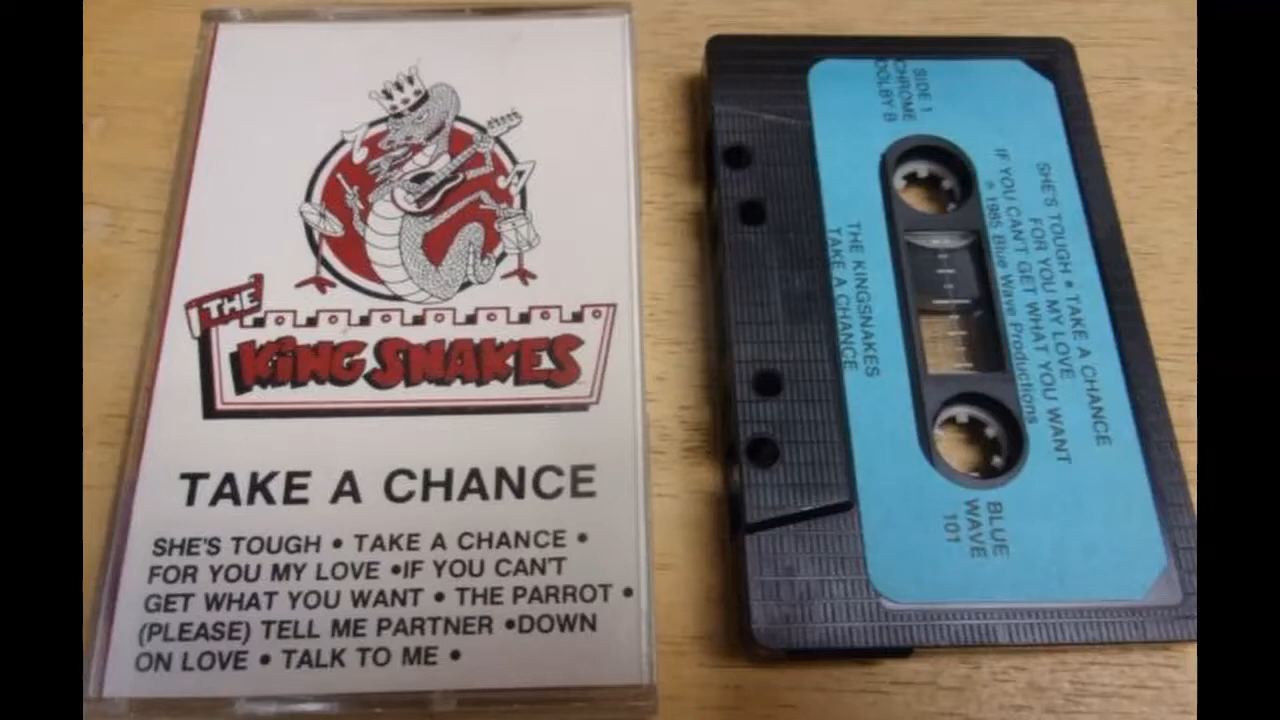 THE
KING SNAKES
TAKE A CHANCE
SHE'S TOUGH • TAKE A CHANCE •
FOR YOU MY LOVE •IF YOU CAN'T
GET WHAT YOU WANT • THE PARROT •
(PLEASE) TELL ME PARTNER •DOWN
ON LOVE • TALK TO ME •
SIDE 1
CHROME
DOLBY B
SHE'S TOUGH • TAKE A CHANCE
FOR YOU MY LOVE
IF YOU CAN'T GET WHAT YOU WANT
℗ 1985 Blue Wave Productions
THE KINGSNAKES
TAKE A CHANCE
BLUE
WAVE
101